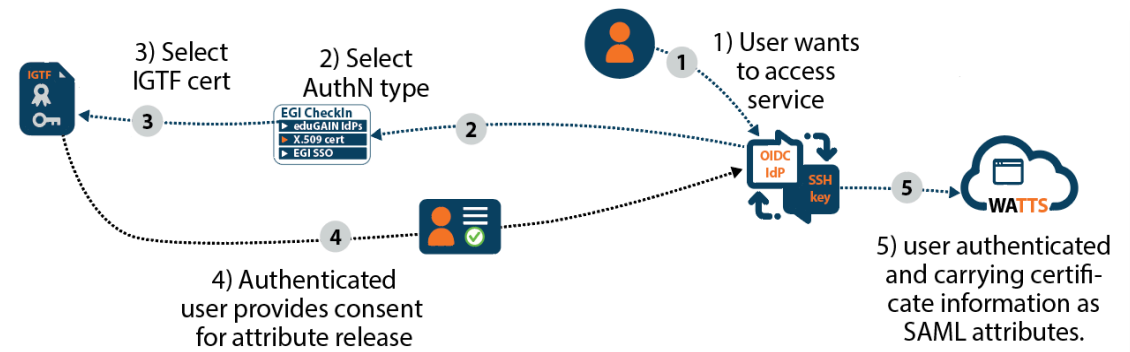 1) User wants
to access
service
1
2) Select
AuthN type
2
EGI CheckIn
eduGAIN IdPs
X.509 cert
EGI SSO
3) Select
IGTF cert
3
IGTF
4
4) Authenticated
user provides consent
for attribute release
OIDC
IdP
SSH
key
5
WATTS
5) user authenticated
and carrying certifi-
cate information as
SAML attributes.